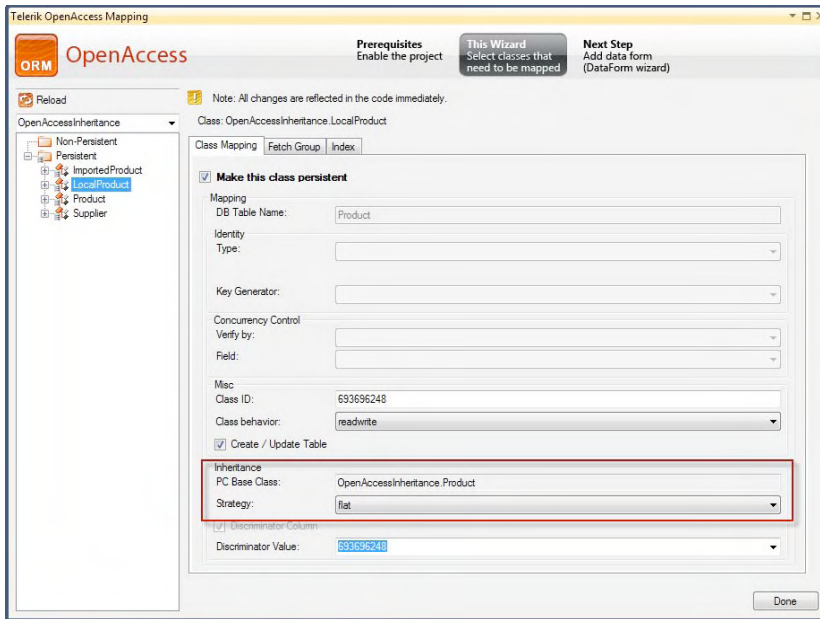 Telerik OpenAccess Mapping
ORM OpenAccess
Prerequisites
Enable the project
This Wizard
Select classes that
need to be mapped
Next Step
Add data form
(DataForm wizard)
Reload
Note: All changes are reflected in the code immediately.
OpenAccessInheritance
Class: OpenAccessInheritance.LocalProduct
Non-Persistent
Persistent
ImportedProduct
LocalProduct
Product
Supplier
Class Mapping Fetch Group Index
Make this class persistent
Mapping
DB Table Name: Product
Identity
Type:
Key Generator:
Concurrency Control
Verify by:
Field:
Misc
Class ID: 693696248
Class behavior: readwrite
Create / Update Table
Inheritance
PC Base Class: OpenAccessInheritance.Product
Strategy: flat
Discriminator Column
Discriminator Value: 693696248
Done